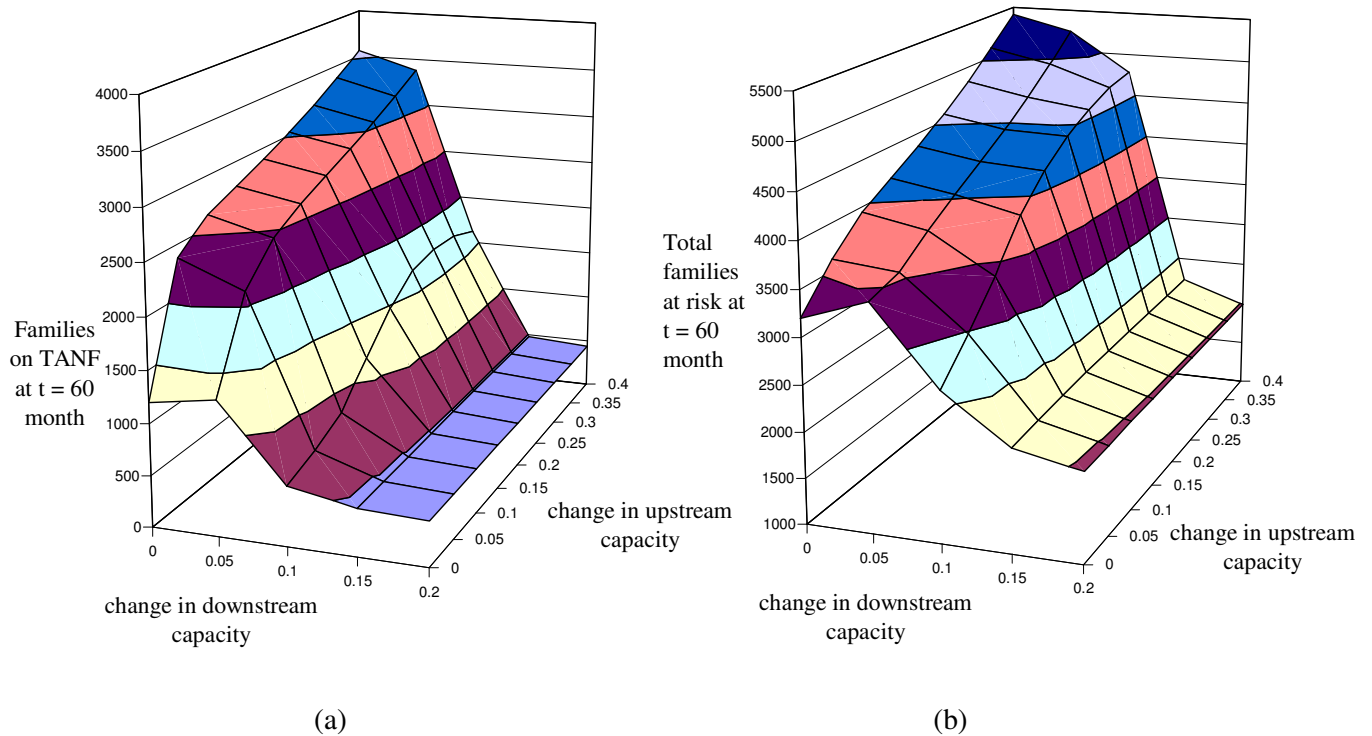 4000
3500
3000
2500
2000
1500
1000
500
0
Families
on TANF
at t = 60
month
0
0.05
0.1
0.15
0.2
change in downstream
capacity
0.4
0.35
0.3
0.25
0.2
0.15
0.1
0.05
0
change in upstream
capacity
(a)
5500
5000
4500
4000
3500
3000
2500
2000
1500
1000
Total
families
at risk at
t = 60
month
0
0.05
0.1
0.15
0.2
change in downstream
capacity
0.4
0.35
0.3
0.25
0.2
0.15
0.1
0.05
0
change in upstream
capacity
(b)